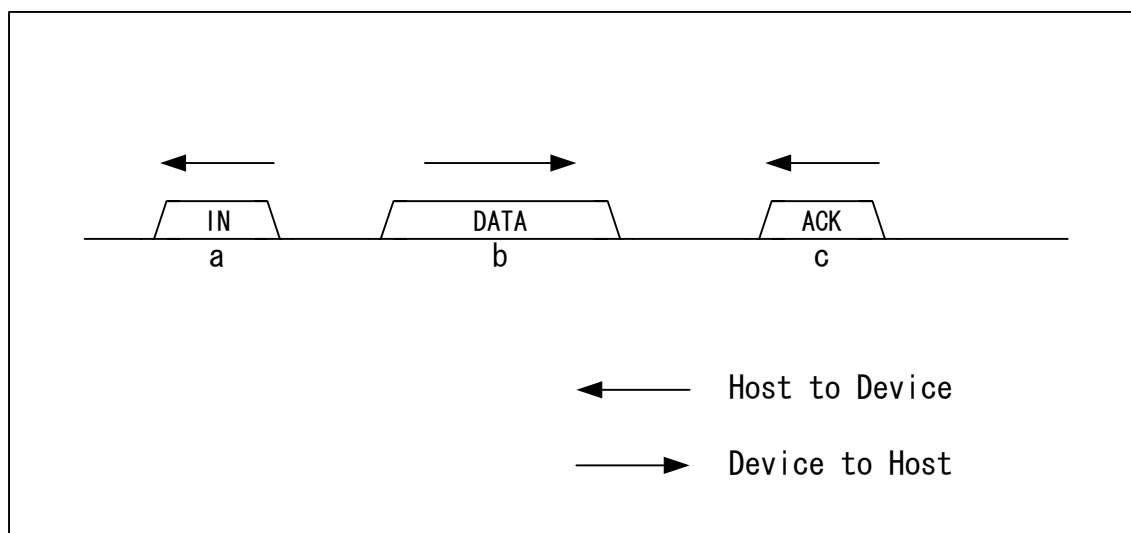 IN DATA ACK
a b c
Host to Device
Device to Host